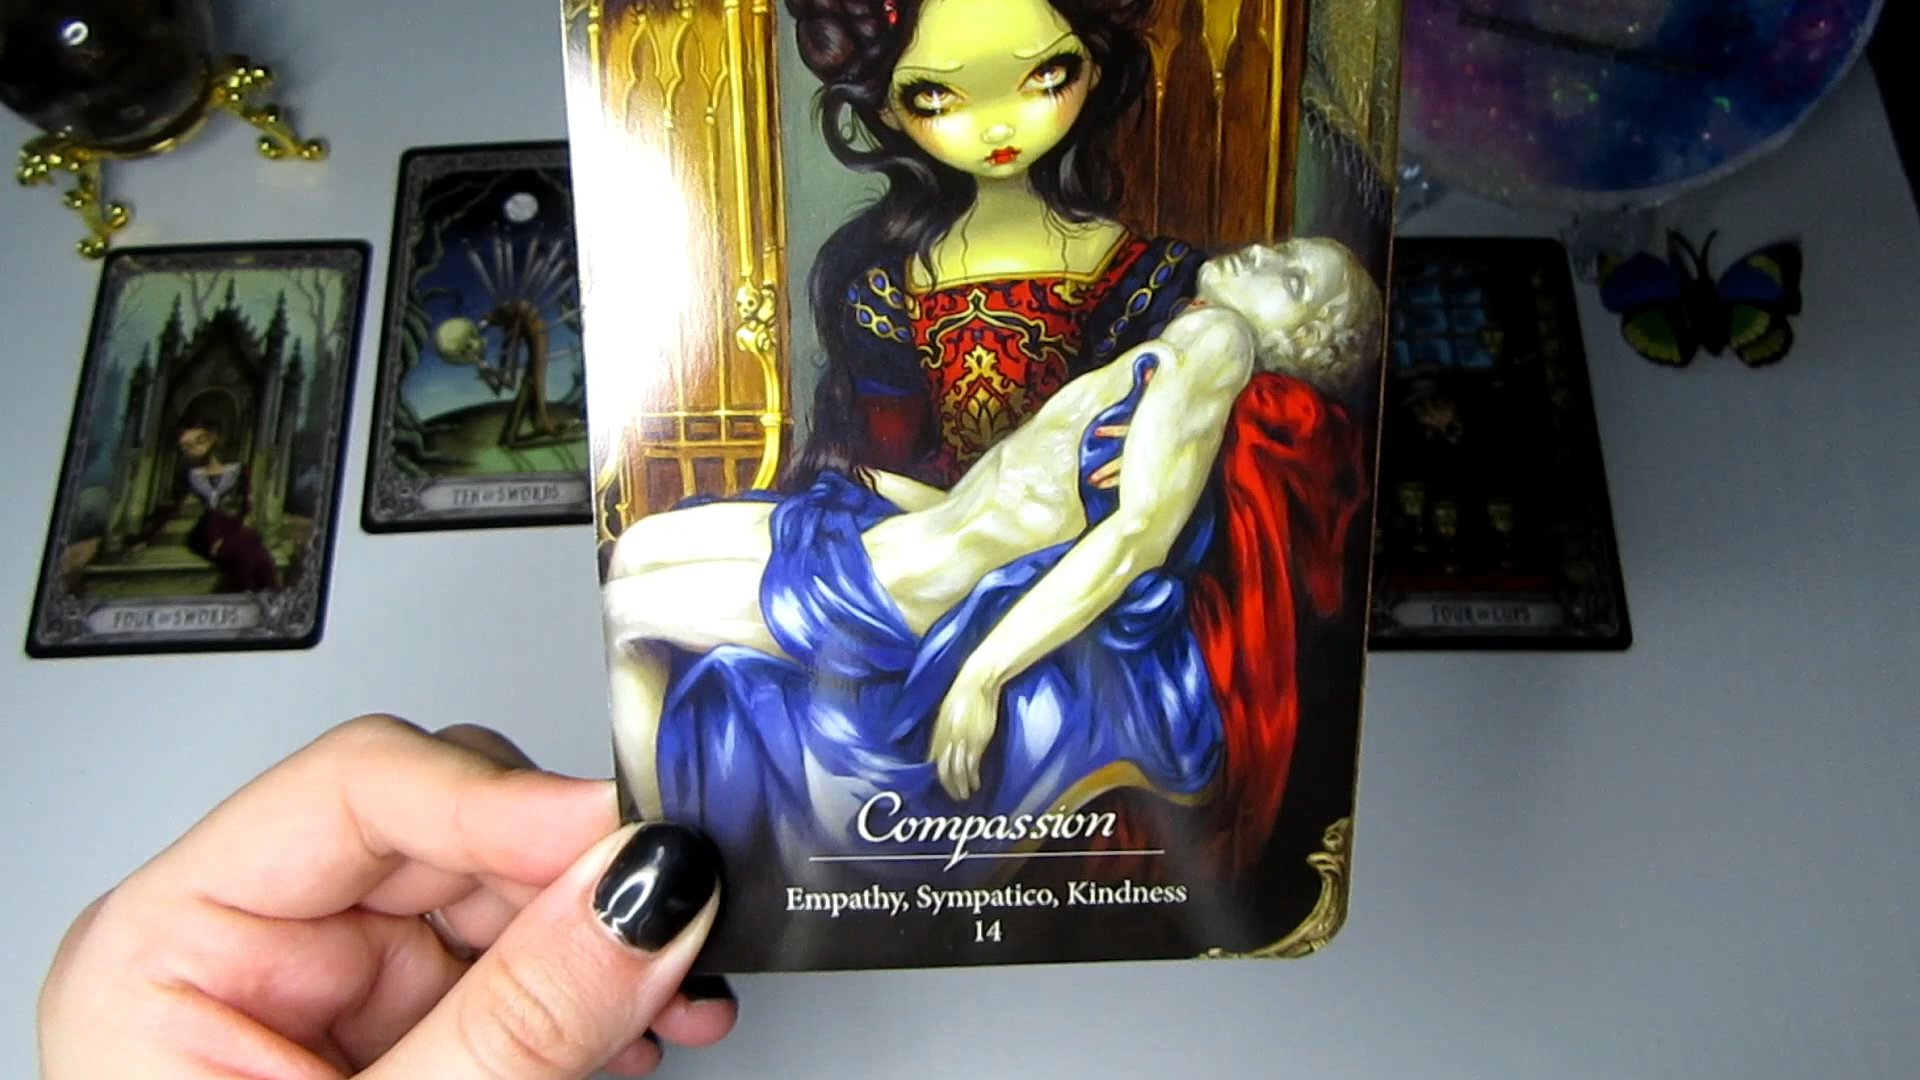 TEN OF SWORDS
FOUR OF SWORDS
FOUR OF CUPS
Compassion
Empathy, Sympatico, Kindness
14